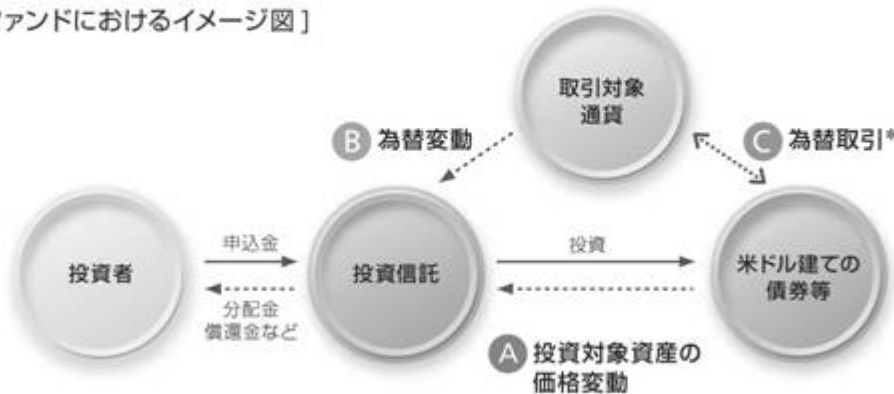 ファンドにおけるイメージ図]
取引対象
通貨
B 為替変動
C 為替取引*
投資者
申込金
分配金
償還金など
投資信託
投資
米ドル建ての
債券等
A 投資対象資産の
価格変動